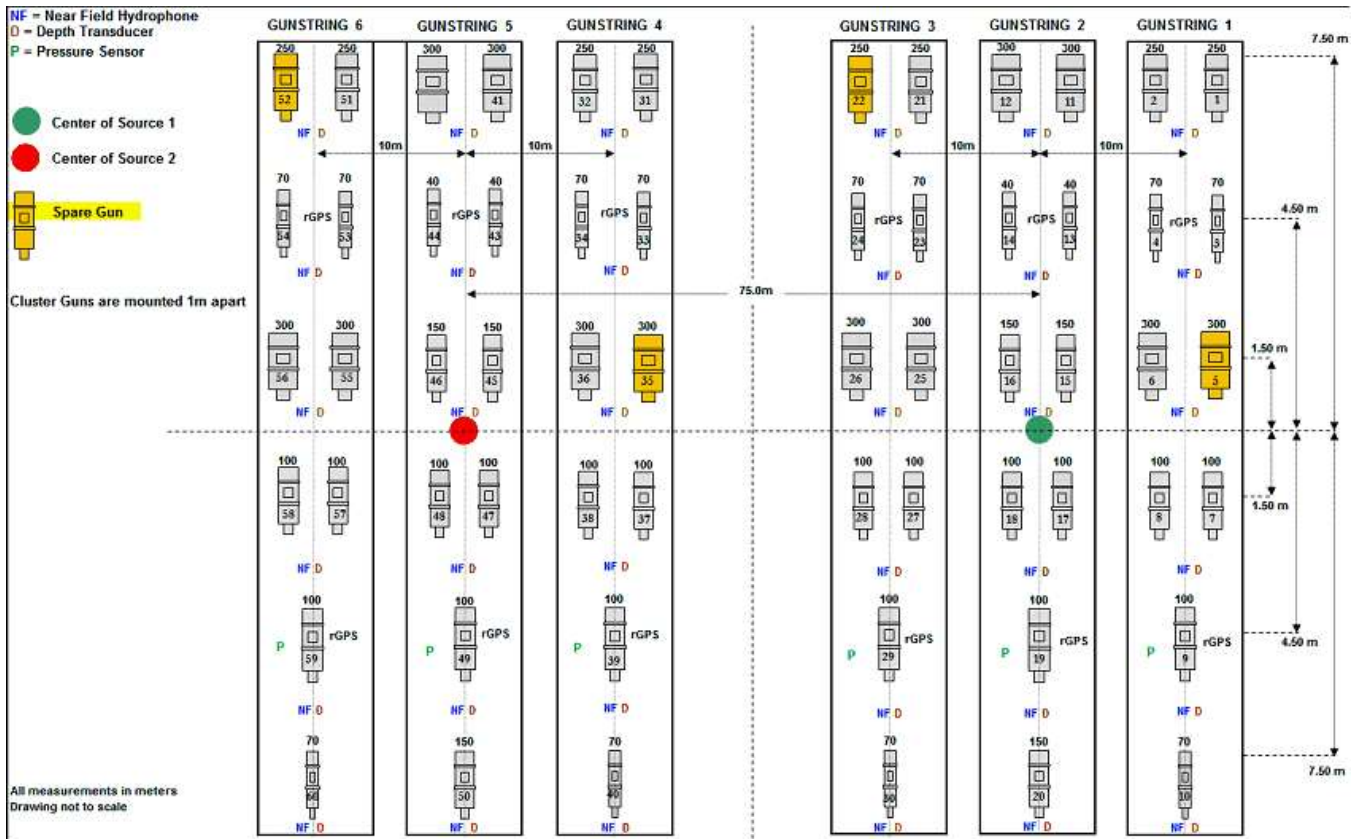 NF = Near Field Hydrophone
D = Depth Transducer
P = Pressure Sensor
Center of Source 1
Center of Source 2
Spare Gun
Cluster Guns are mounted 1m apart
All measurements in meters
Drawing not to scale
GUNSTRING 6 GUNSTRING 5 GUNSTRING 4 GUNSTRING 3 GUNSTRING 2 GUNSTRING 1
250 250 300 300 250 250 250 250 300 300 250 250 7.50 m
52 51 41 32 31 22 21 12 11 2 1
NF D NF D NF D NF D NF D NF D
10m 10m 10m 10m
70 70 40 40 70 70 70 70 40 40 70 70
rGPS rGPS rGPS rGPS rGPS rGPS 4.50 m
54 53 44 43 34 33 24 23 14 13 4 3
NF D NF D NF D NF D NF D NF D
75.0m
300 300 150 150 300 300 300 300 150 150 300 300
1.50 m
56 55 46 45 36 35 26 25 16 15 6 5
NF D NF D NF D NF D NF D NF D
100 100 100 100 100 100 100 100 100 100 100 100
58 57 48 47 38 37 28 27 18 17 8 7
1.50 m
NF D NF D NF D NF D NF D NF D
100 100 100 100 100 100
rGPS rGPS rGPS rGPS rGPS rGPS
P P P P P P 4.50 m
59 49 39 29 19 9
NF D NF D NF D NF D NF D NF D
70 150 70 70 150 70
7.50 m
60 50 40 30 20 10
NF D NF D NF D NF D NF D NF D